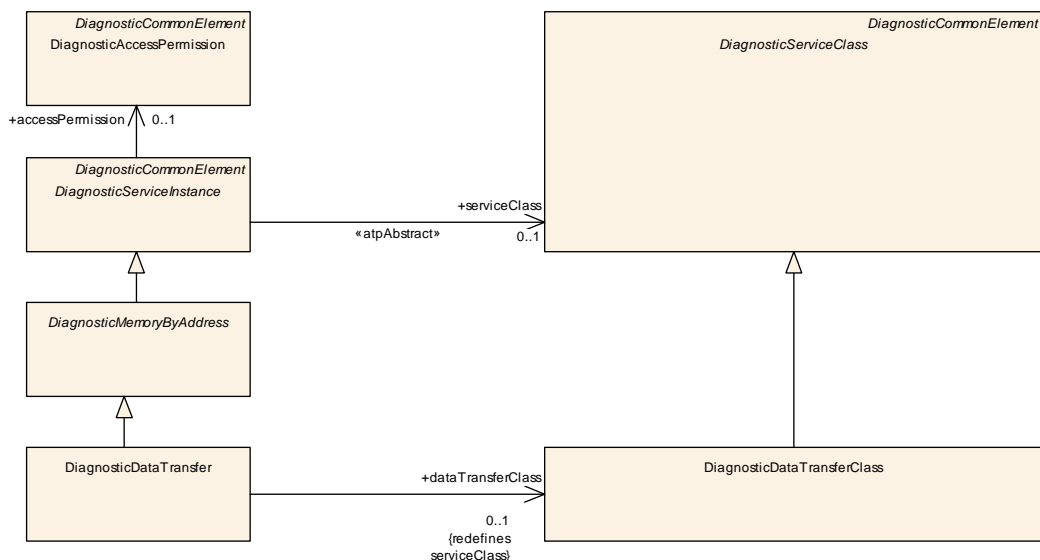 DiagnosticCommonElement
DiagnosticAccessPermission
DiagnosticCommonElement
DiagnosticServiceClass
+accessPermission 0..1
DiagnosticCommonElement
DiagnosticServiceInstance
+serviceClass
«atpAbstract»
0..1
DiagnosticMemoryByAddress
DiagnosticDataTransfer
DiagnosticDataTransferClass
+dataTransferClass
0..1
{redefines
serviceClass}